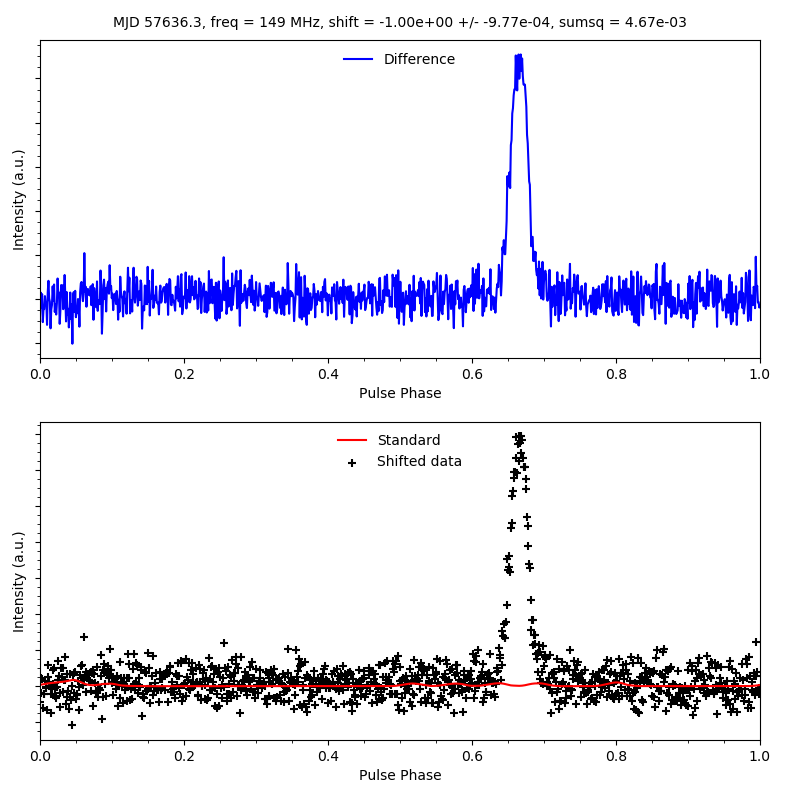 MJD 57636.3, freq = 149 MHz, shift = -1.00e+00 +/- -9.77e-04, sumsq = 4.67e-03
Difference
Intensity (a.u.)
0.0 0.2 0.4 0.6 0.8 1.0
Pulse Phase
Standard
Shifted data
Intensity (a.u.)
0.0 0.2 0.4 0.6 0.8 1.0
Pulse Phase